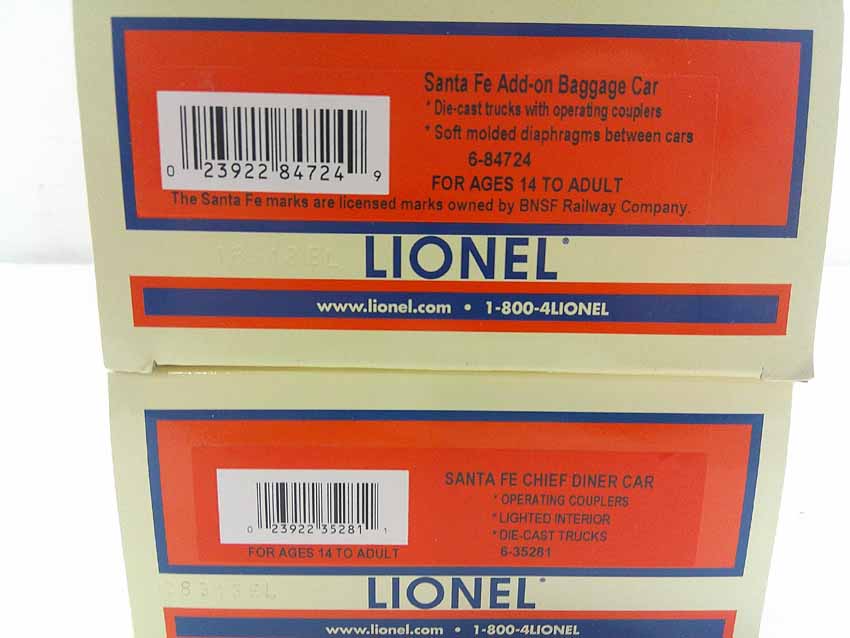 Santa Fe Add-on Baggage Car
* Die-cast trucks with operating couplers
* Soft molded diaphragms between cars
6-84724
FOR AGES 14 TO ADULT
0 23922 84724 9
The Santa Fe marks are licensed marks owned by BNSF Railway Company.
LIONEL
www.lionel.com • 1-800-4LIONEL
SANTA FE CHIEF DINER CAR
* OPERATING COUPLERS
* LIGHTED INTERIOR
* DIE-CAST TRUCKS
6-35281
0 23922 35281 1
FOR AGES 14 TO ADULT
LIONEL
www.lionel.com • 1-800-4LIONEL